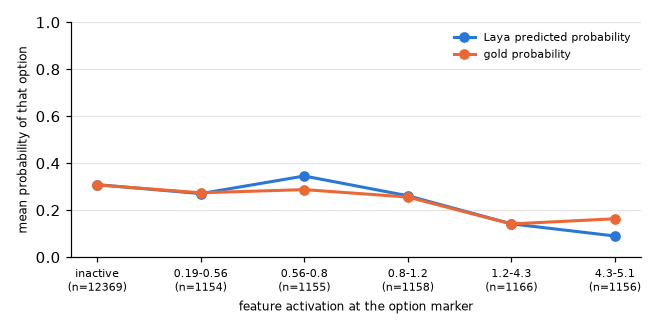 1.0
0.8
0.6
0.4
0.2
0.0
mean probability of that option
Laya predicted probability
gold probability
inactive
(n=12369)
0.19-0.56
(n=1154)
0.56-0.8
(n=1155)
0.8-1.2
(n=1158)
1.2-4.3
(n=1166)
4.3-5.1
(n=1156)
feature activation at the option marker